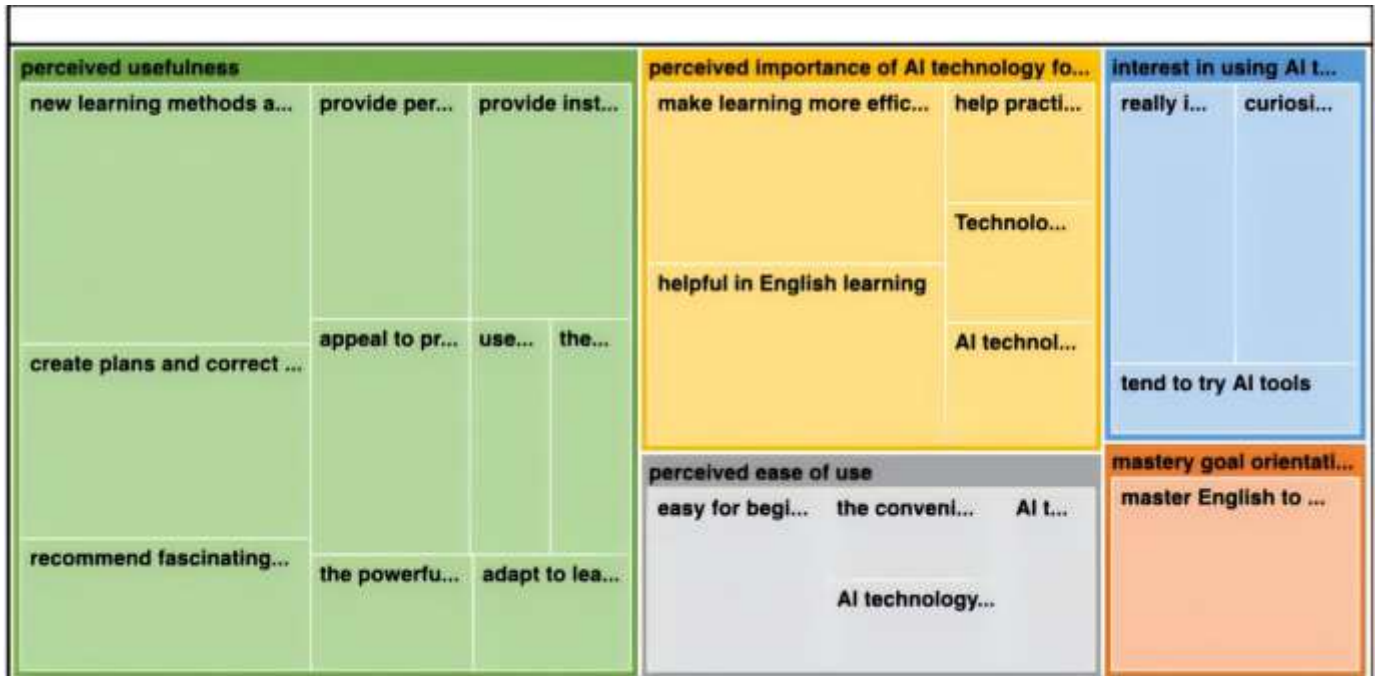 perceived usefulness
new learning methods a...
provide per...
provide inst...
create plans and correct ...
appeal to pr...
use...
the...
recommend fascinating...
the powerfu...
adapt to lea...
perceived importance of AI technology fo...
make learning more effic...
help practi...
Technolo...
helpful in English learning
AI technol...
perceived ease of use
easy for begi...
the conveni...
AI t...
AI technology...
interest in using AI t...
really i...
curiosi...
tend to try AI tools
mastery goal orientati...
master English to ...